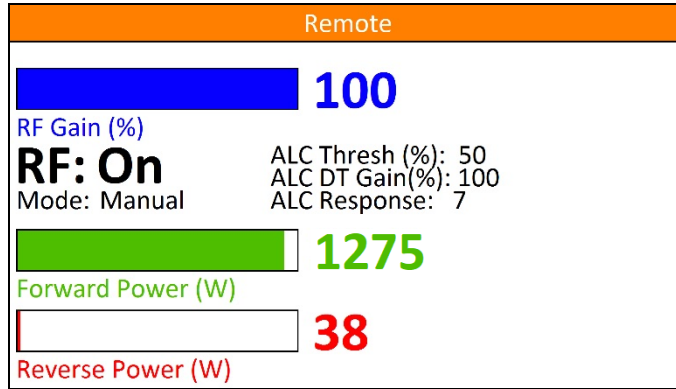 Remote
100
RF Gain (%)
RF: On
Mode: Manual
ALC Thresh (%): 50
ALC DT Gain(%): 100
ALC Response: 7
1275
Forward Power (W)
38
Reverse Power (W)